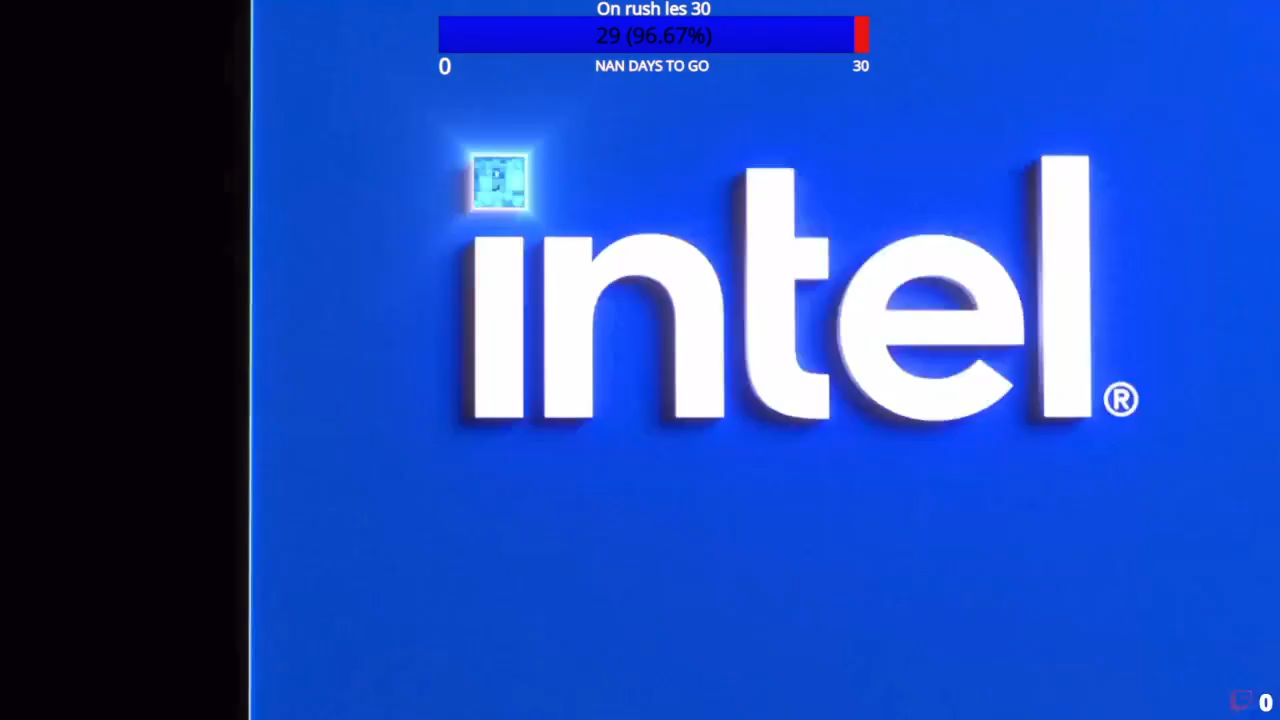 On rush les 30
29 (96.67%)
0 NAN DAYS TO GO 30
intel®
0